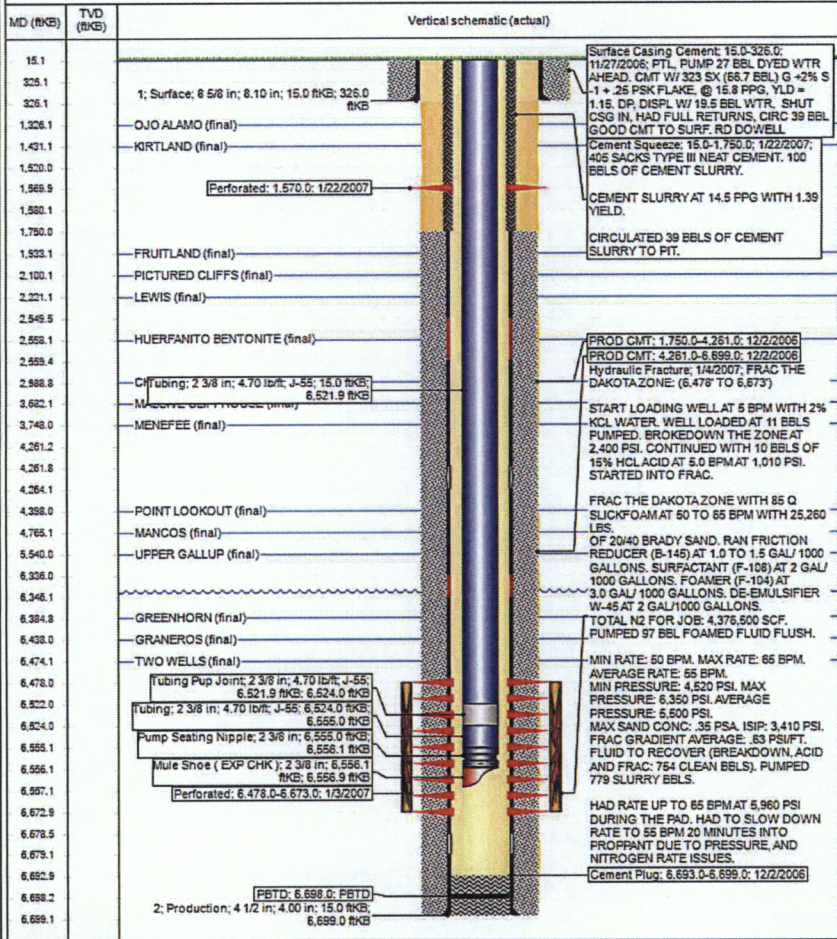 MD (ftKB)
TVD
(ftKB)
Vertical schematic (actual)
15.1
325.1
326.1
1,326.1
1,431.1
1,520.0
1,569.9
1,580.1
1,750.0
1,933.1
2,100.1
2,221.1
2,549.5
2,558.1
2,559.4
2,988.8
3,682.1
3,748.0
4,261.2
4,261.8
4,264.1
4,398.0
4,765.1
5,540.0
6,336.0
6,346.1
6,384.8
6,438.0
6,474.1
6,478.0
6,522.0
6,524.0
6,555.1
6,556.1
6,557.1
6,672.9
6,678.5
6,679.1
6,692.9
6,698.2
6,699.1
1; Surface; 8 5/8 in; 8.10 in; 15.0 ftKB; 326.0
ftKB
OJO ALAMO (final)
KIRTLAND (final)
Perforated; 1,570.0; 1/22/2007
FRUITLAND (final)
PICTURED CLIFFS (final)
LEWIS (final)
HUERFANITO BENTONITE (final)
Tubing; 2 3/8 in; 4.70 lb/ft; J-55; 15.0 ftKB;
6,521.9 ftKB
MENEFEE (final)
POINT LOOKOUT (final)
MANCOS (final)
UPPER GALLUP (final)
GREENHORN (final)
GRANEROS (final)
TWO WELLS (final)
Tubing Pup Joint; 2 3/8 in; 4.70 lb/ft; J-55;
6,521.9 ftKB; 6,524.0 ftKB
Tubing; 2 3/8 in; 4.70 lb/ft; J-55; 6,524.0 ftKB;
6,555.0 ftKB
Pump Seating Nipple; 2 3/8 in; 6,555.0 ftKB;
6,556.1 ftKB
Mule Shoe ( EXP CHK ); 2 3/8 in; 6,556.1
ftKB; 6,556.9 ftKB
Perforated; 6,478.0-6,673.0; 1/3/2007
PBTD; 6,698.0; PBTD
2; Production; 4 1/2 in; 4.00 in; 15.0 ftKB;
6,699.0 ftKB
Surface Casing Cement; 15.0-326.0;
11/27/2006; PTL, PUMP 27 BBL DYED WTR
AHEAD. CMT W/ 323 SX (66.7 BBL) G +2% S
-1 + .25 PSK FLAKE, @ 15.8 PPG, YLD =
1.15. DP, DISPL W/ 19.5 BBL WTR, SHUT
CSG IN, HAD FULL RETURNS, CIRC 39 BBL
GOOD CMT TO SURF. RD DOWELL
Cement Squeeze; 15.0-1,750.0; 1/22/2007;
405 SACKS TYPE III NEAT CEMENT. 100
BBLS OF CEMENT SLURRY.
CEMENT SLURRY AT 14.5 PPG WITH 1.39
YIELD.
CIRCULATED 39 BBLS OF CEMENT
SLURRY TO PIT.
PROD CMT; 1,750.0-4,261.0; 12/2/2006
PROD CMT; 4,261.0-6,699.0; 12/2/2006
Hydraulic Fracture; 1/4/2007; FRAC THE
DAKOTA ZONE: (6,478' TO 6,673')
START LOADING WELL AT 5 BPM WITH 2%
KCL WATER. WELL LOADED AT 11 BBLS
PUMPED. BROKEDOWN THE ZONE AT
2,400 PSI. CONTINUED WITH 10 BBLS OF
15% HCL ACID AT 5.0 BPM AT 1,010 PSI.
STARTED INTO FRAC.
FRAC THE DAKOTA ZONE WITH 85 Q
SLICKFOAM AT 50 TO 65 BPM WITH 25,260
LBS.
OF 20/40 BRADY SAND. RAN FRICTION
REDUCER (B-145) AT 1.0 TO 1.5 GAL/ 1000
GALLONS. SURFACTANT (F-108) AT 2 GAL/
1000 GALLONS. FOAMER (F-104) AT
3.0 GAL/ 1000 GALLONS. DE-EMULSIFIER
W-45 AT 2 GAL/1000 GALLONS.
TOTAL N2 FOR JOB: 4,376,500 SCF.
PUMPED 97 BBL FOAMED FLUID FLUSH.
MIN RATE: 50 BPM. MAX RATE: 65 BPM.
AVERAGE RATE: 55 BPM.
MIN PRESSURE: 4,520 PSI. MAX
PRESSURE: 6,350 PSI. AVERAGE
PRESSURE: 5,500 PSI.
MAX SAND CONC: .35 PSA. ISIP: 3,410 PSI.
FRAC GRADIENT AVERAGE: .63 PSI/FT.
FLUID TO RECOVER (BREAKDOWN, ACID
AND FRAC: 754 CLEAN BBLS). PUMPED
779 SLURRY BBLS.
HAD RATE UP TO 65 BPM AT 5,960 PSI
DURING THE PAD. HAD TO SLOW DOWN
RATE TO 55 BPM 20 MINUTES INTO
PROPPANT DUE TO PRESSURE, AND
NITROGEN RATE ISSUES.
Cement Plug; 6,693.0-6,699.0; 12/2/2006